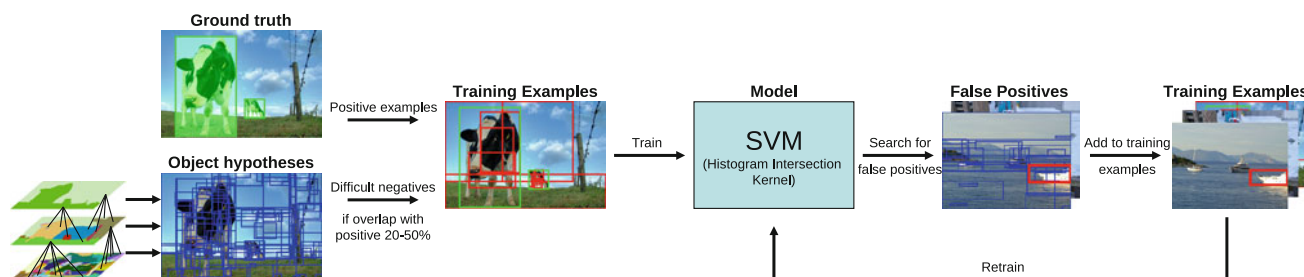 Ground truth
Positive examples
Object hypotheses
Difficult negatives
if overlap with
positive 20-50%
Training Examples
Train
Model
SVM
(Histogram Intersection
Kernel)
Search for
false positives
False Positives
Add to training
examples
Training Examples
Retrain